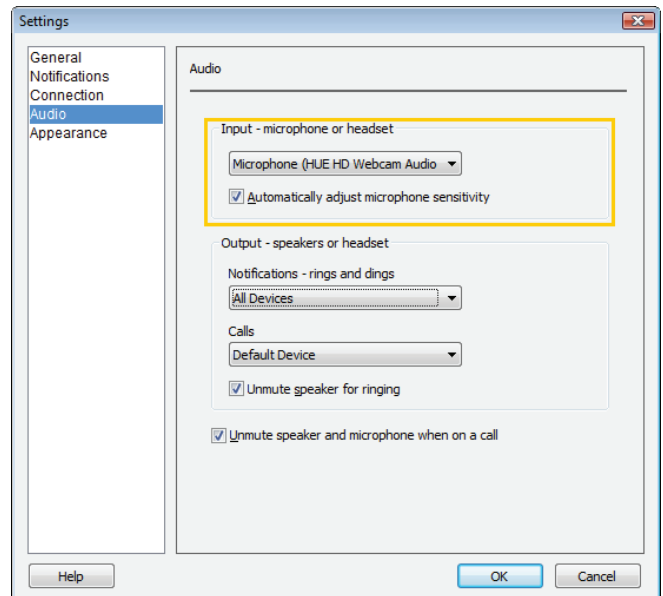 Settings
General
Notifications
Connection
Audio
Appearance
Audio
Input - microphone or headset
Microphone (HUE HD Webcam Audio
Automatically adjust microphone sensitivity
Output - speakers or headset
Notifications - rings and dings
All Devices
Calls
Default Device
Unmute speaker for ringing
Unmute speaker and microphone when on a call
Help
OK
Cancel